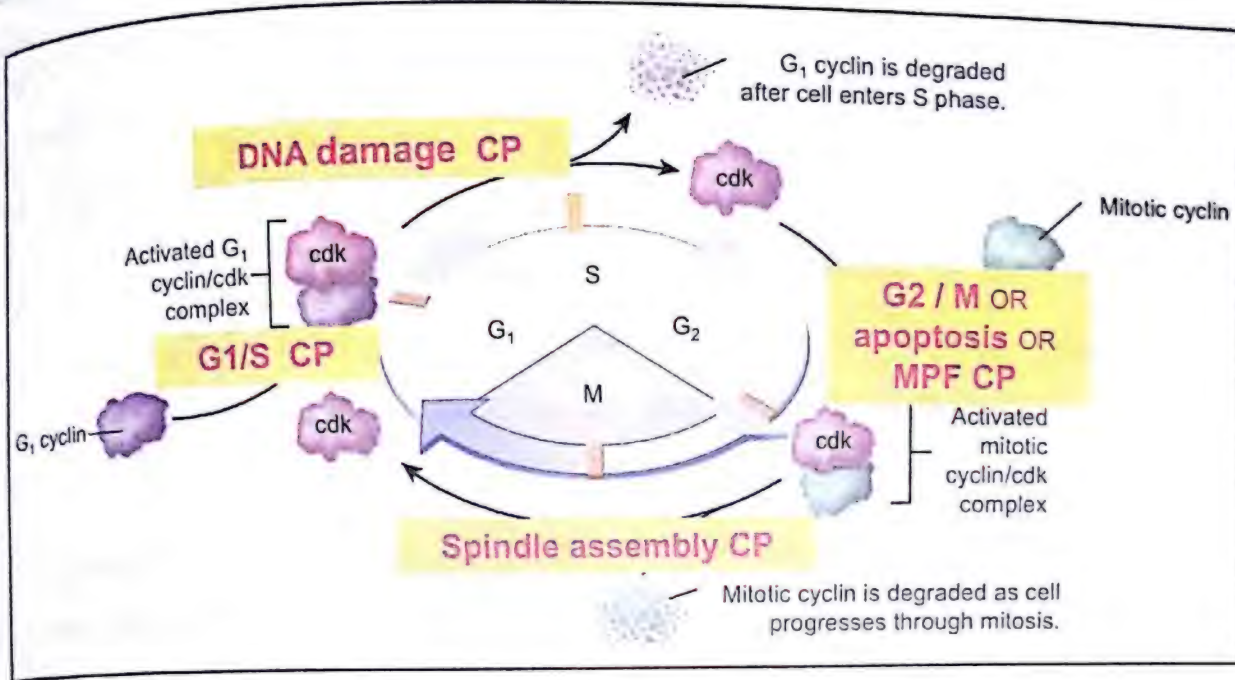 G₁ cyclin is degraded
after cell enters S phase.
DNA damage CP
cdk
Mitotic cyclin
Activated G₁
cyclin/cdk
complex
cdk
S
G₁
G₂
G2 / M OR
apoptosis OR
MPF CP
G1/S CP
M
G₁ cyclin
cdk
cdk
Activated
mitotic
cyclin/cdk
complex
Spindle assembly CP
Mitotic cyclin is degraded as cell
progresses through mitosis.